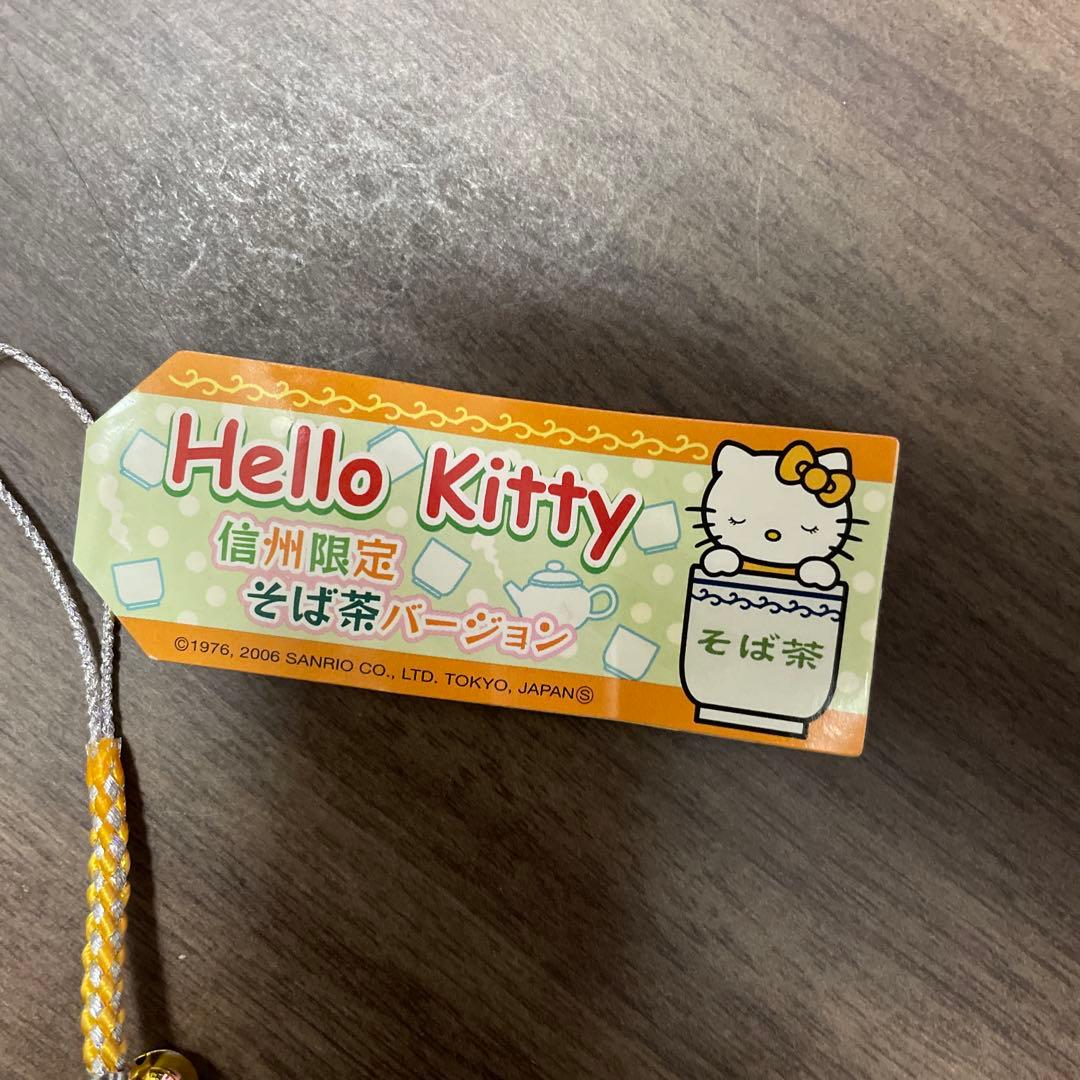 Hello Kitty
信州限定
そば茶バージョン
©1976, 2006 SANRIO CO., LTD. TOKYO, JAPANⓈ
そば茶